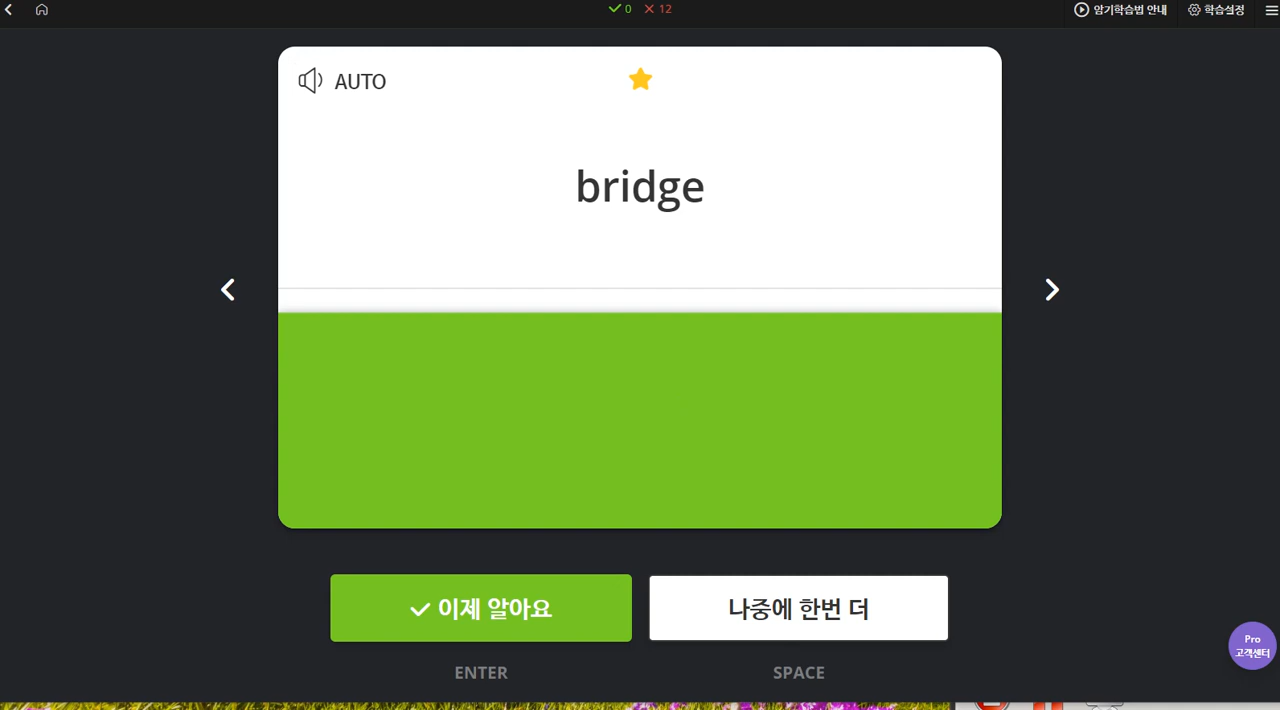 0 12 암기학습법 안내 학습설정
AUTO
bridge
이제 알아요 나중에 한번 더
ENTER SPACE
Pro
고객센터